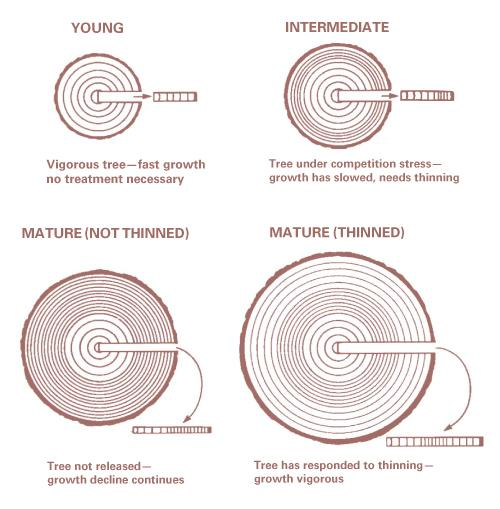 YOUNG
Vigorous tree—fast growth
no treatment necessary
INTERMEDIATE
Tree under competition stress—
growth has slowed, needs thinning
MATURE (NOT THINNED)
Tree not released—
growth decline continues
MATURE (THINNED)
Tree has responded to thinning—
growth vigorous